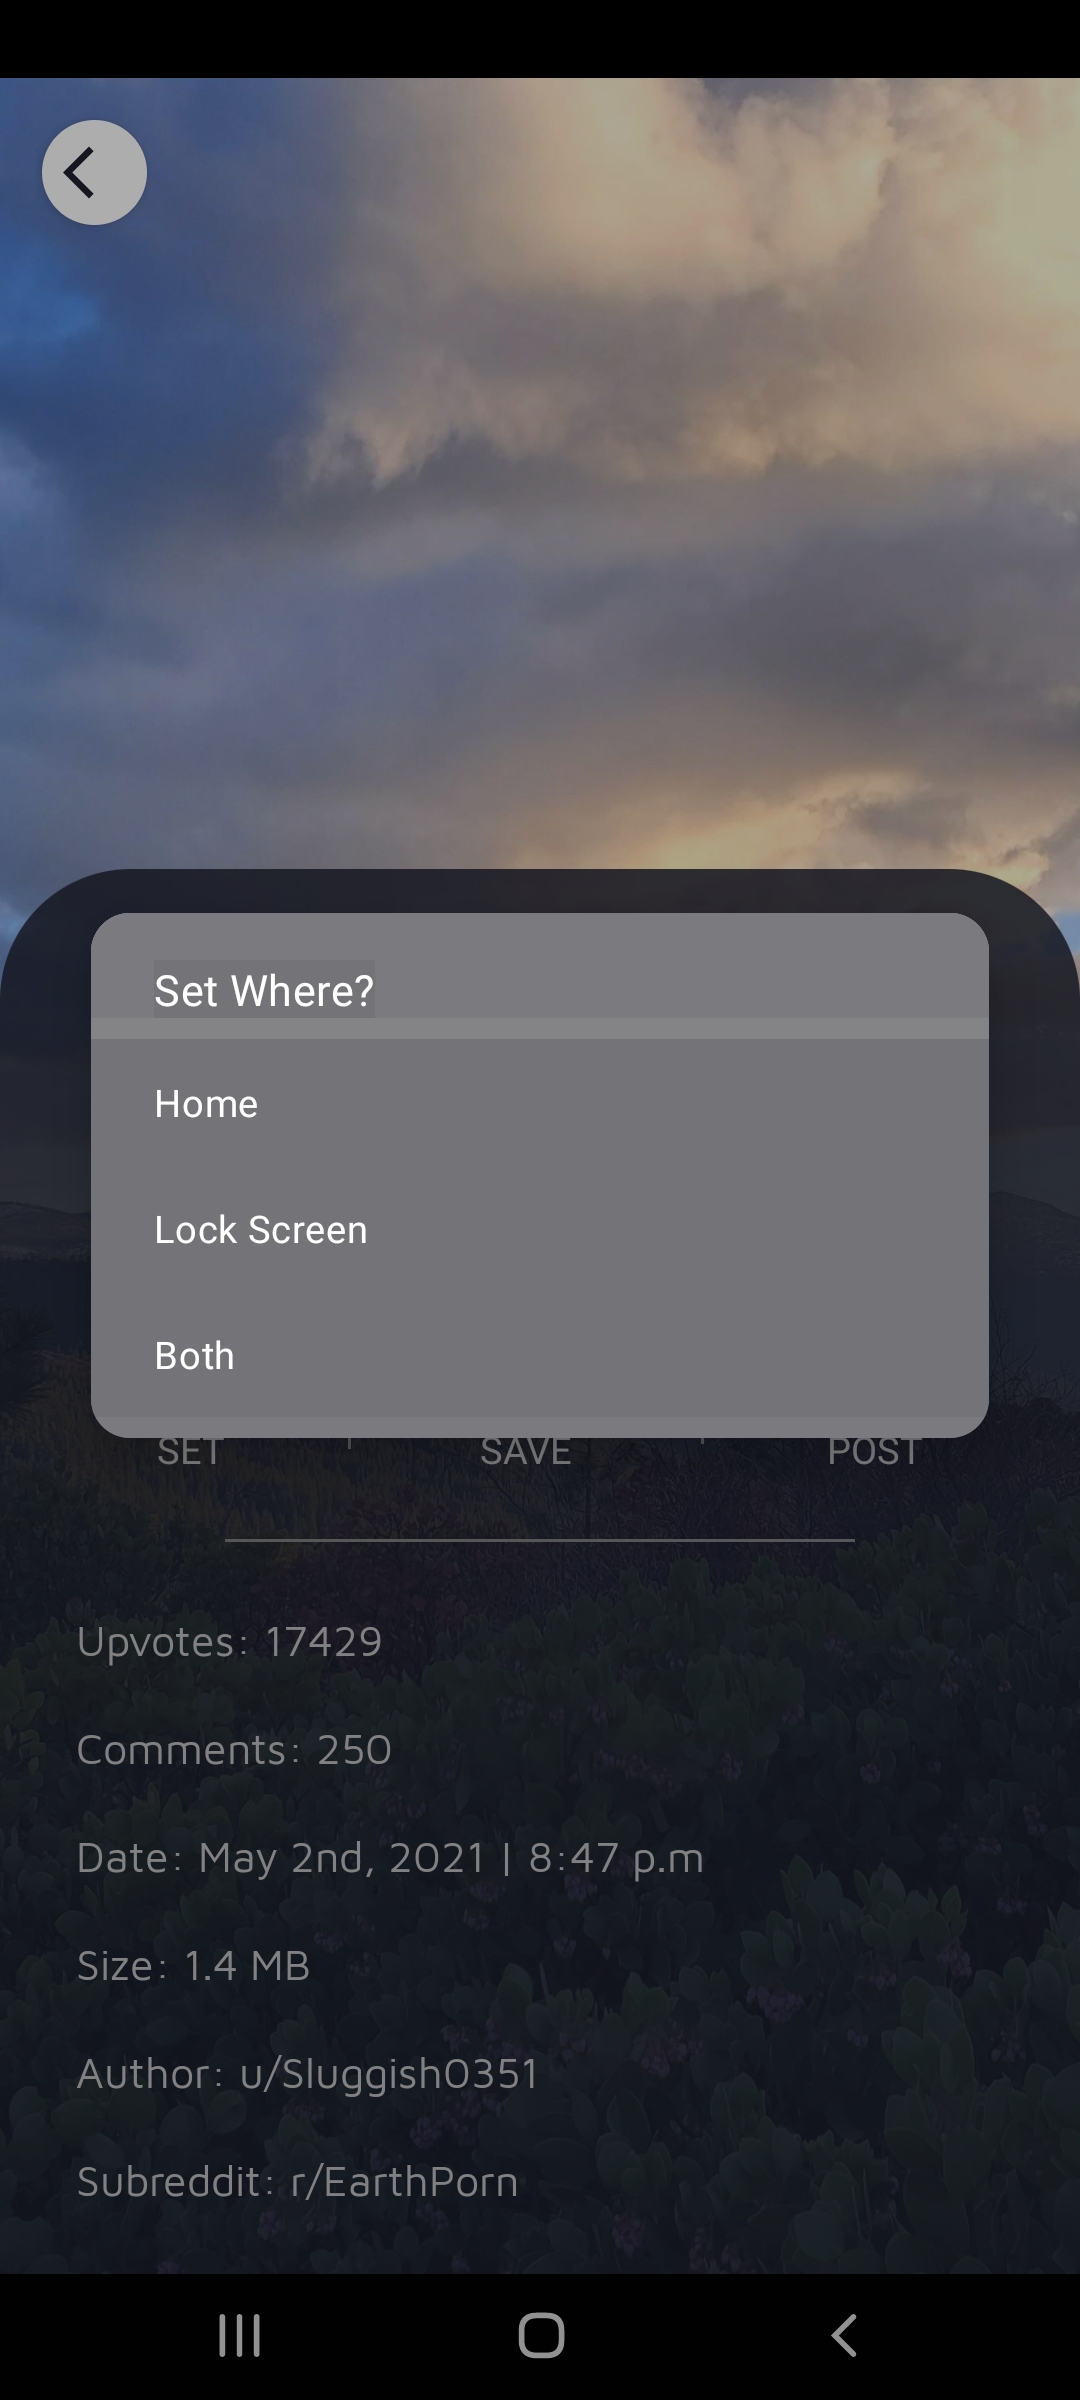 Set Where?
Home
Lock Screen
Both
SET
SAVE
POST
Upvotes: 17429
Comments: 250
Date: May 2nd, 2021 | 8:47 p.m
Size: 1.4 MB
Author: u/Sluggish0351
Subreddit: r/EarthPorn